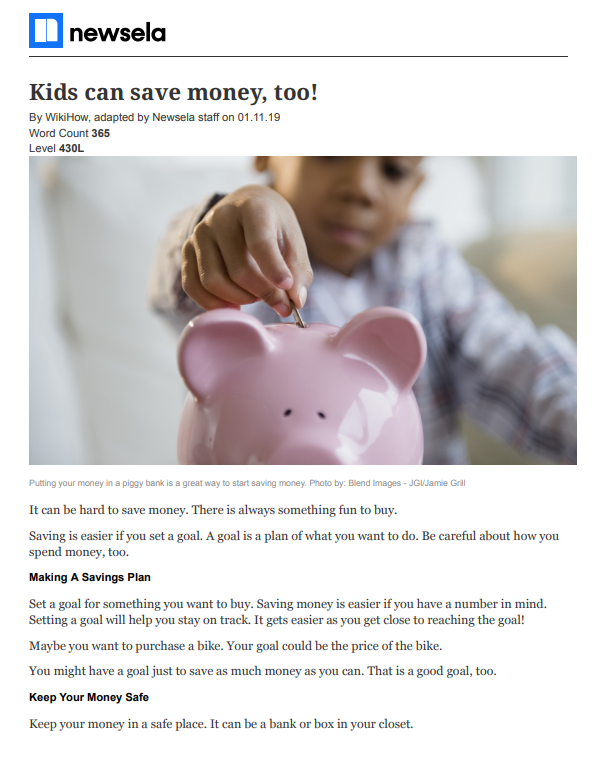 newsela
Kids can save money, too!
By WikiHow, adapted by Newsela staff on 01.11.19
Word Count 365
Level 430L
Putting your money in a piggy bank is a great way to start saving money. Photo by: Blend Images - JGI/Jamie Grill
It can be hard to save money. There is always something fun to buy.
Saving is easier if you set a goal. A goal is a plan of what you want to do. Be careful about how you
spend money, too.
Making A Savings Plan
Set a goal for something you want to buy. Saving money is easier if you have a number in mind.
Setting a goal will help you stay on track. It gets easier as you get close to reaching the goal!
Maybe you want to purchase a bike. Your goal could be the price of the bike.
You might have a goal just to save as much money as you can. That is a good goal, too.
Keep Your Money Safe
Keep your money in a safe place. It can be a bank or box in your closet.